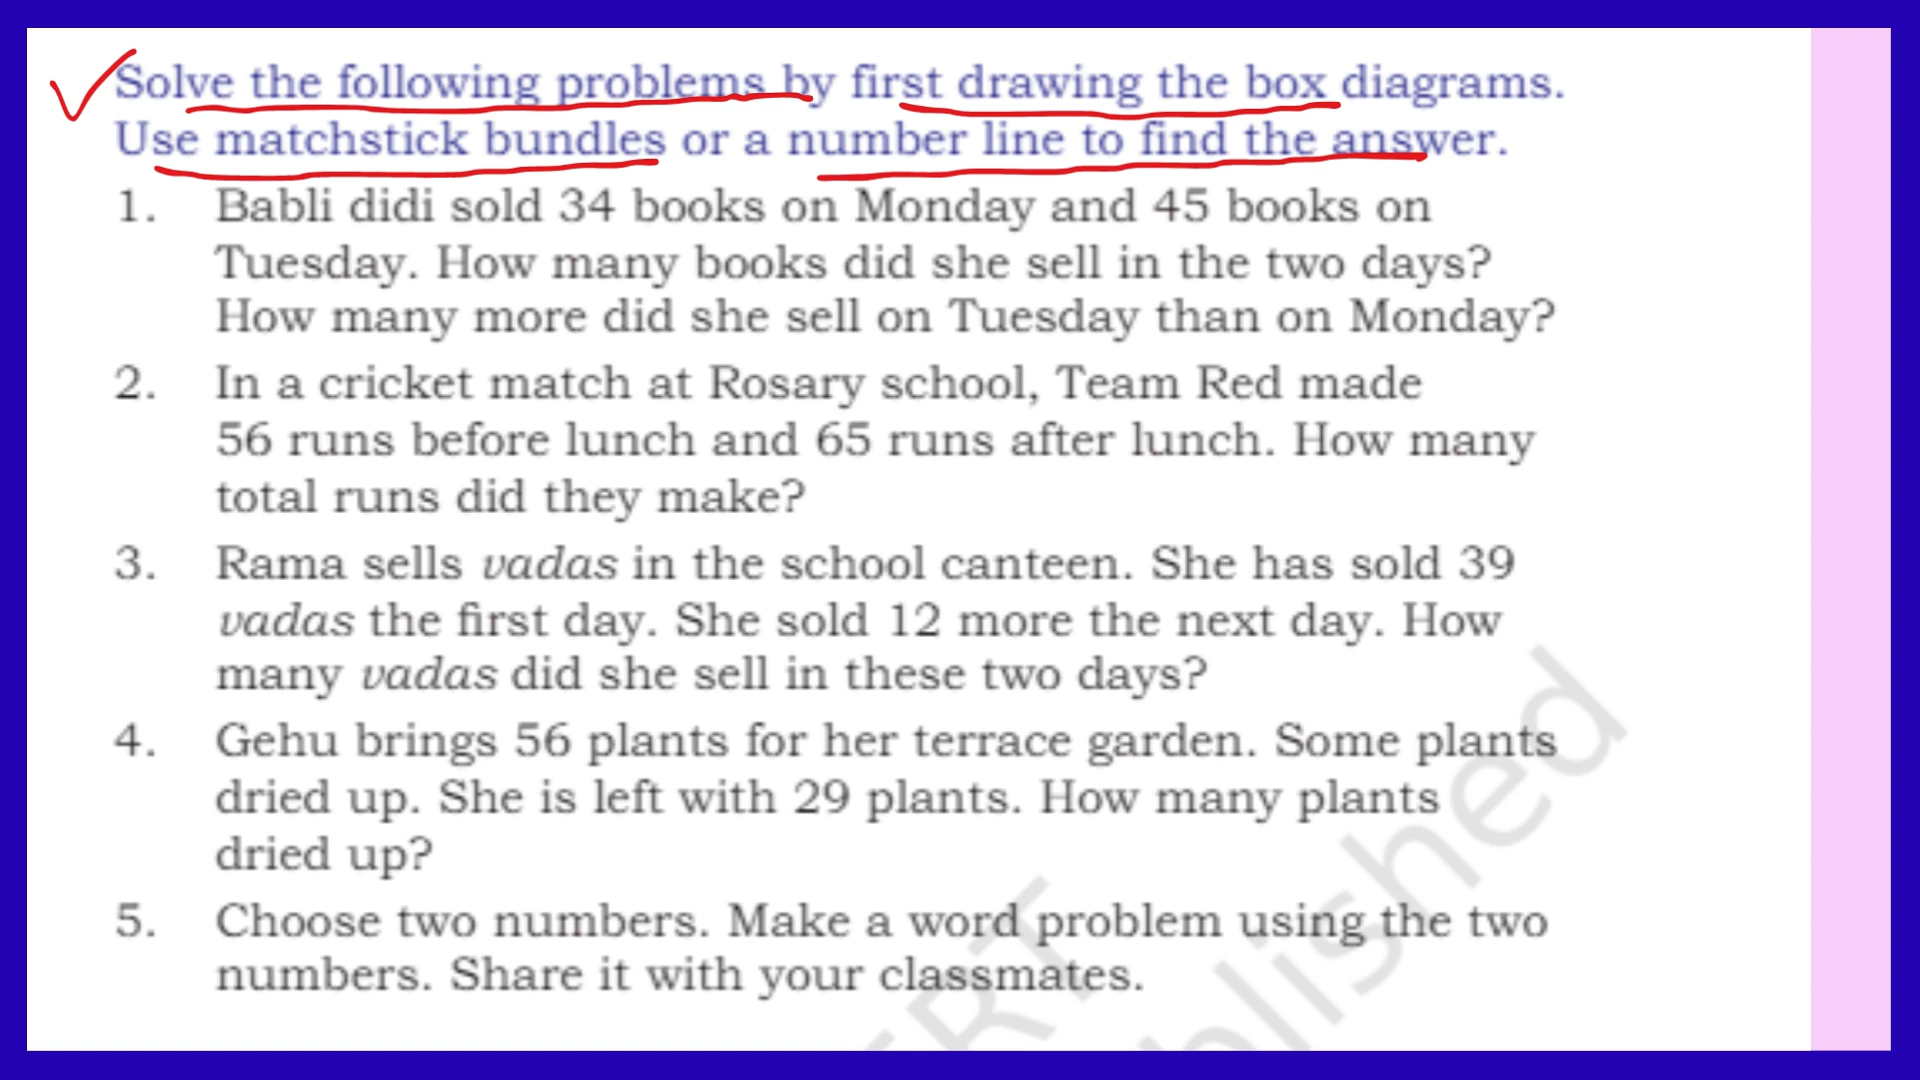 Solve the following problems by first drawing the box diagrams.
Use matchstick bundles or a number line to find the answer.
1. Babli didi sold 34 books on Monday and 45 books on
Tuesday. How many books did she sell in the two days?
How many more did she sell on Tuesday than on Monday?
2. In a cricket match at Rosary school, Team Red made
56 runs before lunch and 65 runs after lunch. How many
total runs did they make?
3. Rama sells vadas in the school canteen. She has sold 39
vadas the first day. She sold 12 more the next day. How
many vadas did she sell in these two days?
4. Gehu brings 56 plants for her terrace garden. Some plants
dried up. She is left with 29 plants. How many plants
dried up?
5. Choose two numbers. Make a word problem using the two
numbers. Share it with your classmates.